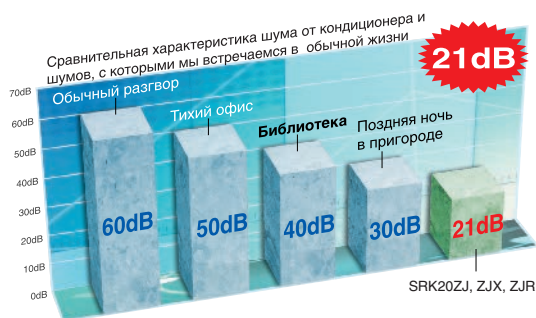 Сравнительная характеристика шума от кондиционера и
шумов, с которыми мы встречаемся в обычной жизни
21dB
70dB
60dB
50dB
40dB
30dB
20dB
10dB
0dB
Обычный разгвор
Тихий офис
Библиотека
Поздняя ночь
в пригороде
60dB
50dB
40dB
30dB
21dB
SRK20ZJ, ZJX, ZJR